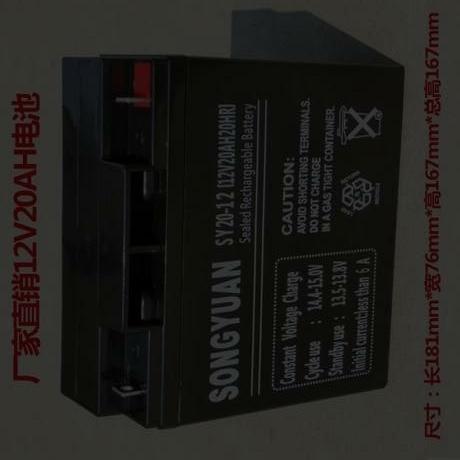 厂家直销12V20AH电池
SONGYUAN
SY20-12 [12V20AH20HR]
Sealed Rechargeable Battery
CAUTION:
AVOID SHORTING TERMINALS.
DO NOT CHARGE
IN A GAS TIGHT CONTAINER.
Constant Voltage Charge
Cycle use : 14.4-15.0V
Standby use : 13.5-13.8V
Initial current:less than 6 A
尺寸：长181mm*宽76mm*高167mm*总高167mm